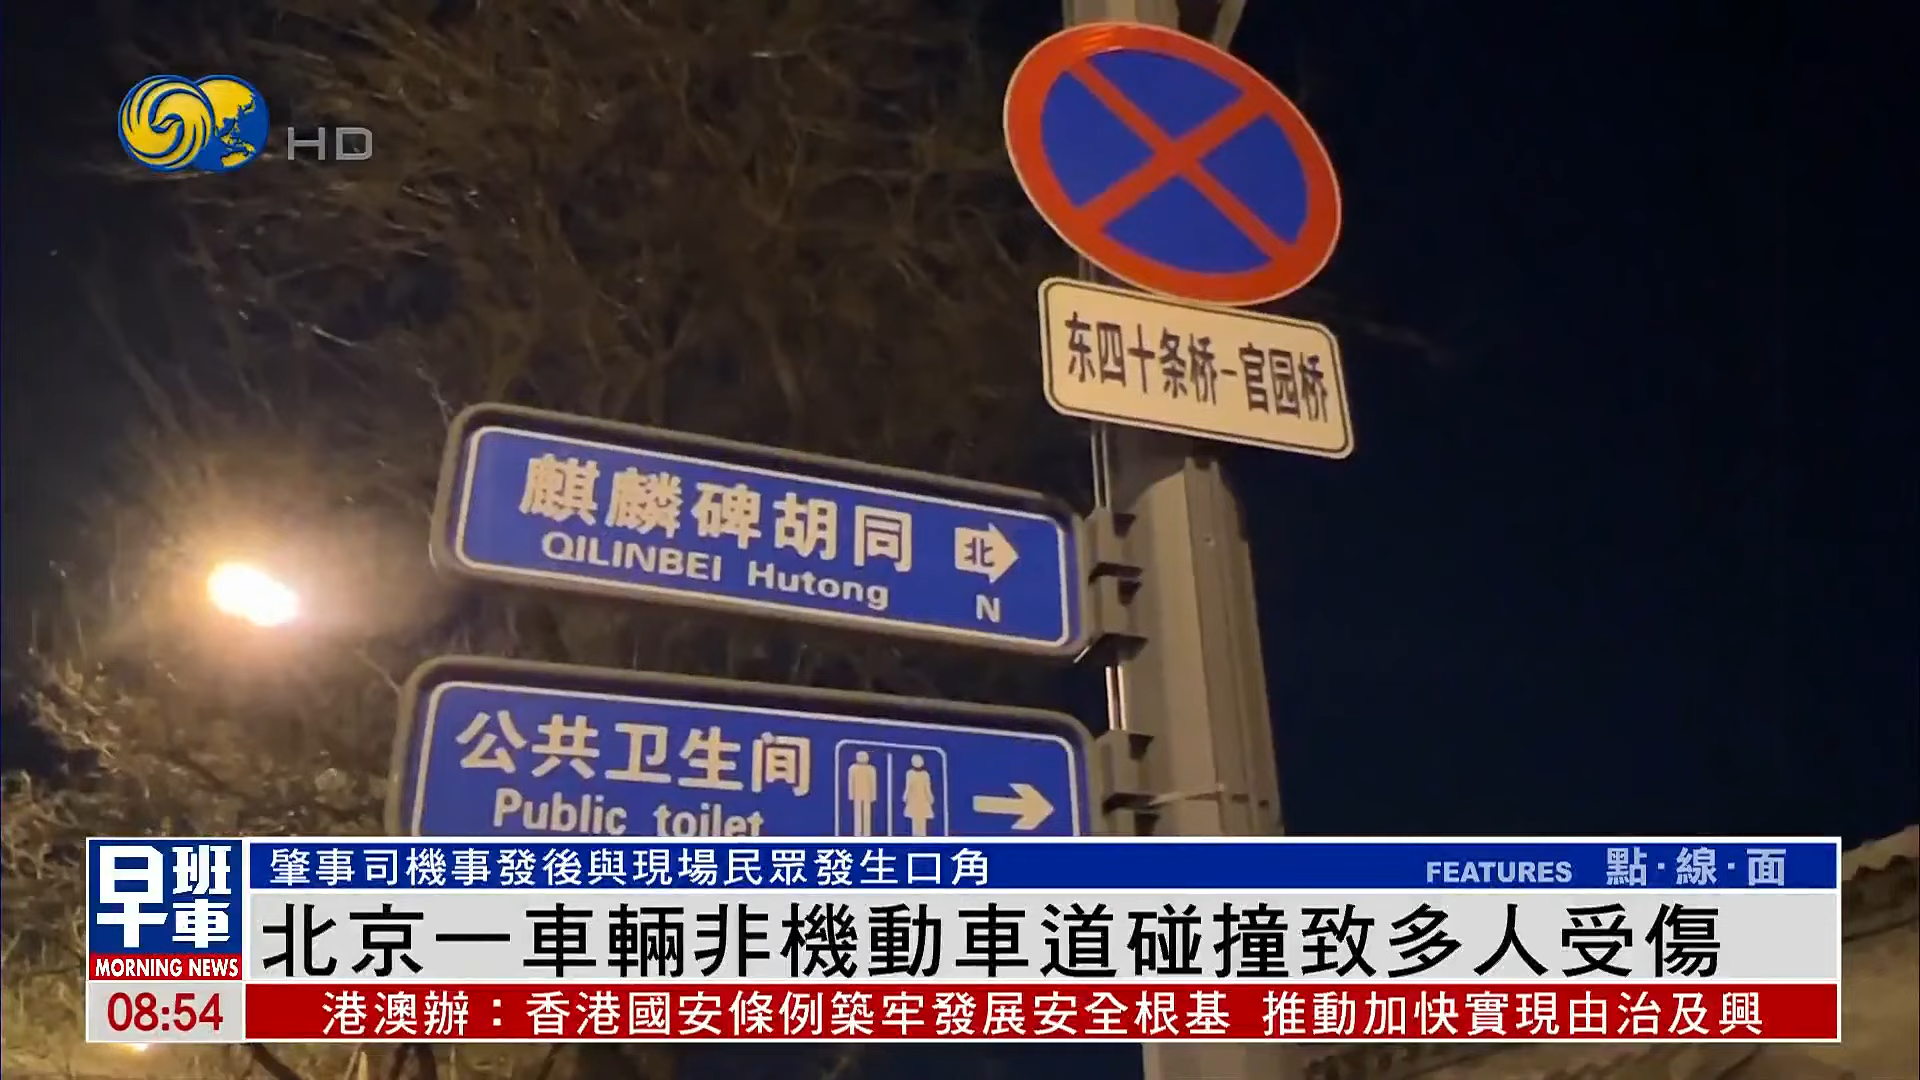 HD
东四十条桥-官园桥
麒麟碑胡同
北
QILINBEI Hutong
N
公共卫生间
Public toilet
早班車
肇事司機事發後與現場民眾發生口角
FEATURES 點·線·面
北京一車輛非機動車道碰撞致多人受傷
MORNING NEWS
08:54
港澳辦：香港國安條例築牢發展安全根基 推動加快實現由治及興